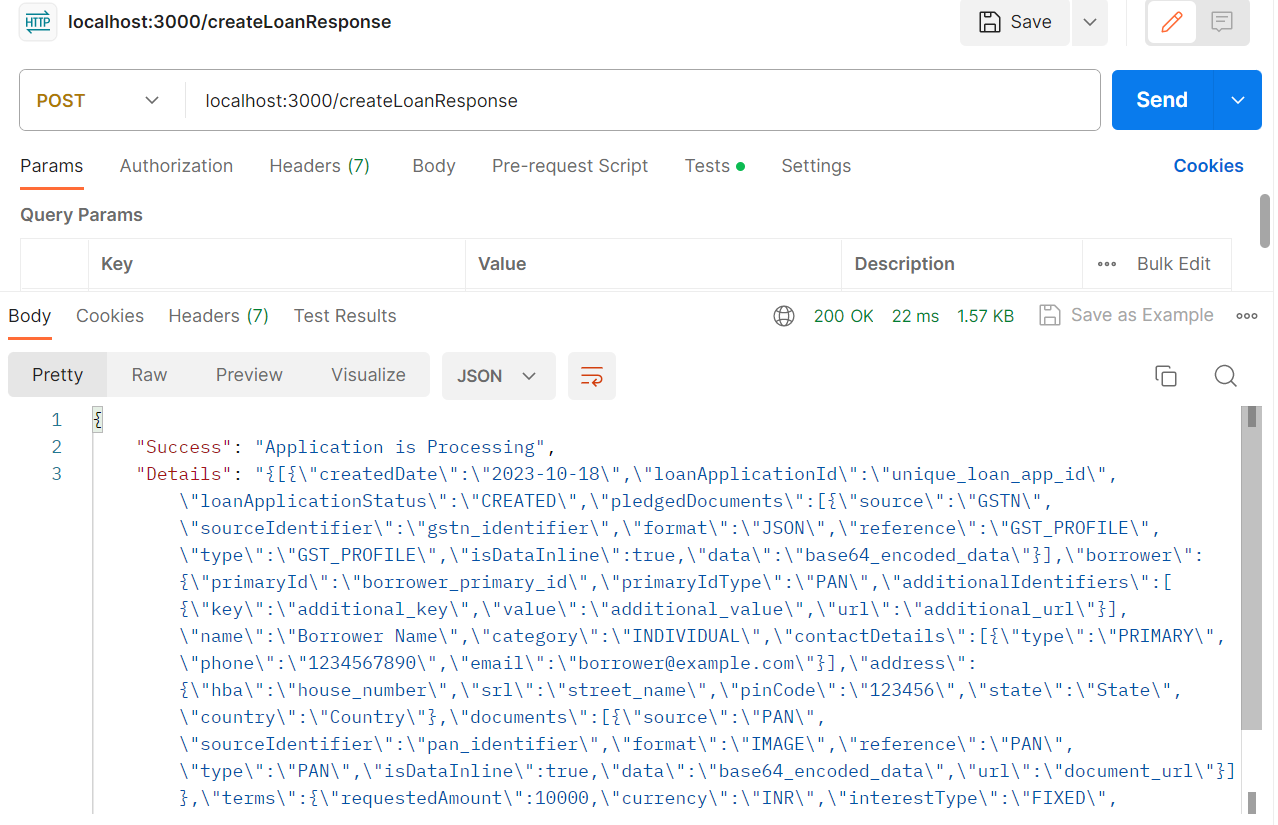 HTTP localhost:3000/createLoanResponse Save
POST localhost:3000/createLoanResponse Send
Params Authorization Headers (7) Body Pre-request Script Tests Settings Cookies
Query Params
Key Value Description Bulk Edit
Body Cookies Headers (7) Test Results 200 OK 22 ms 1.57 KB Save as Example
Pretty Raw Preview Visualize JSON
1 {
2 "Success": "Application is Processing",
3 "Details": "{[{\"createdDate\":\"2023-10-18\",\"loanApplicationId\":\"unique_loan_app_id\",
\"loanApplicationStatus\":\"CREATED\",\"pledgedDocuments\":[{\"source\":\"GSTN\",
\"sourceIdentifier\":\"gstn_identifier\",\"format\":\"JSON\",\"reference\":\"GST_PROFILE\",
\"type\":\"GST_PROFILE\",\"isDataInline\":true,\"data\":\"base64_encoded_data\"}],\"borrower\":
{\"primaryId\":\"borrower_primary_id\",\"primaryIdType\":\"PAN\",\"additionalIdentifiers\":[
{\"key\":\"additional_key\",\"value\":\"additional_value\",\"url\":\"additional_url\"}],
\"name\":\"Borrower Name\",\"category\":\"INDIVIDUAL\",\"contactDetails\":[{\"type\":\"PRIMARY\",
\"phone\":\"1234567890\",\"email\":\"borrower@example.com\"}],\"address\":
{\"hba\":\"house_number\",\"srl\":\"street_name\",\"pinCode\":\"123456\",\"state\":\"State\",
\"country\":\"Country\"},\"documents\":[{\"source\":\"PAN\",
\"sourceIdentifier\":\"pan_identifier\",\"format\":\"IMAGE\",\"reference\":\"PAN\",
\"type\":\"PAN\",\"isDataInline\":true,\"data\":\"base64_encoded_data\",\"url\":\"document_url\"}]
},\"terms\":{\"requestedAmount\":10000,\"currency\":\"INR\",\"interestType\":\"FIXED\",